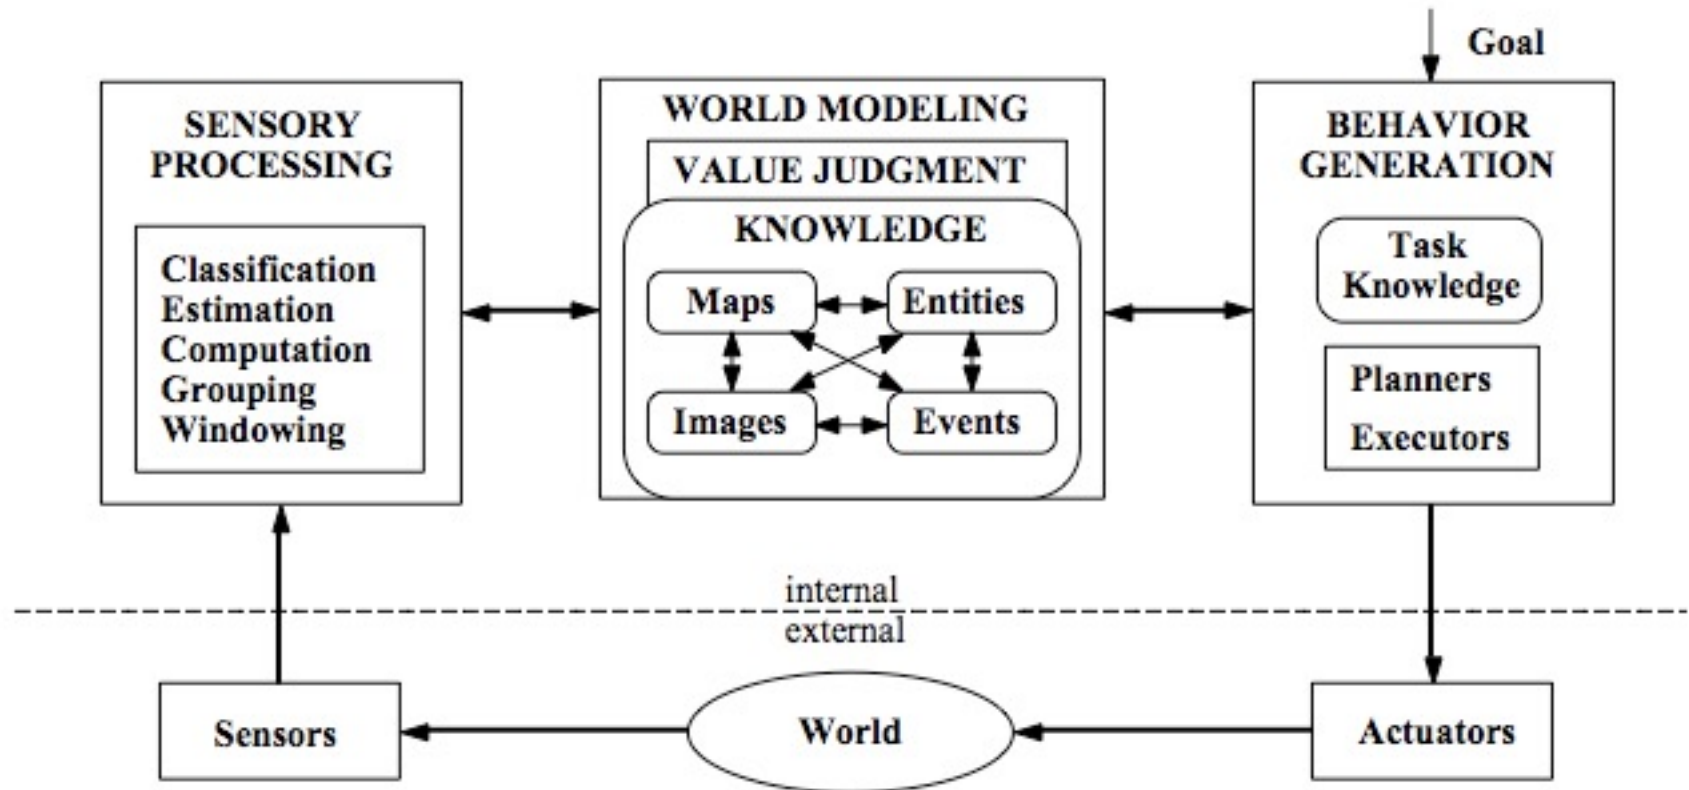 Goal
SENSORY
PROCESSING
Classification
Estimation
Computation
Grouping
Windowing
WORLD MODELING
VALUE JUDGMENT
KNOWLEDGE
Maps
Entities
Images
Events
BEHAVIOR
GENERATION
Task
Knowledge
Planners
Executors
internal
external
Sensors
World
Actuators